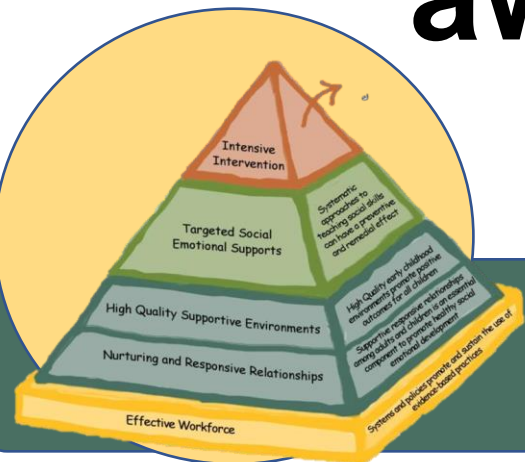 aw
Intensive
Intervention
Systematic
approaches to
teaching social skills
can have a preventive
and remedial effect
Targeted Social
Emotional Supports
High Quality early childhood
environments promote positive
outcomes for all children
High Quality Supportive Environments
Supportive responsive relationships
among adults and children is an essential
component to promote healthy social
emotional development
Nurturing and Responsive Relationships
Systems and policies promote and sustain the use of
evidence-based practices
Effective Workforce